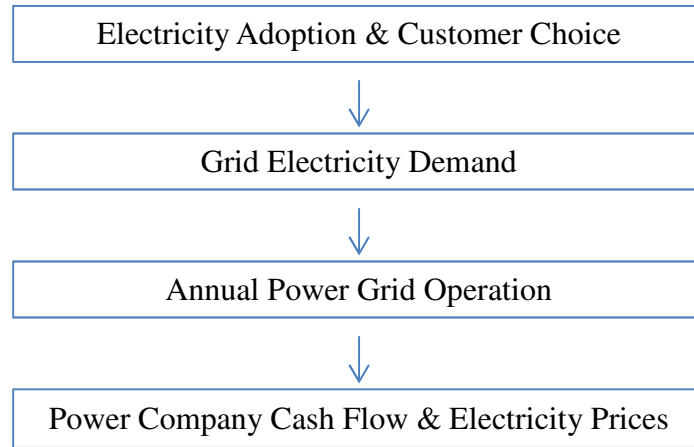 Electricity Adoption & Customer Choice
Grid Electricity Demand
Annual Power Grid Operation
Power Company Cash Flow & Electricity Prices